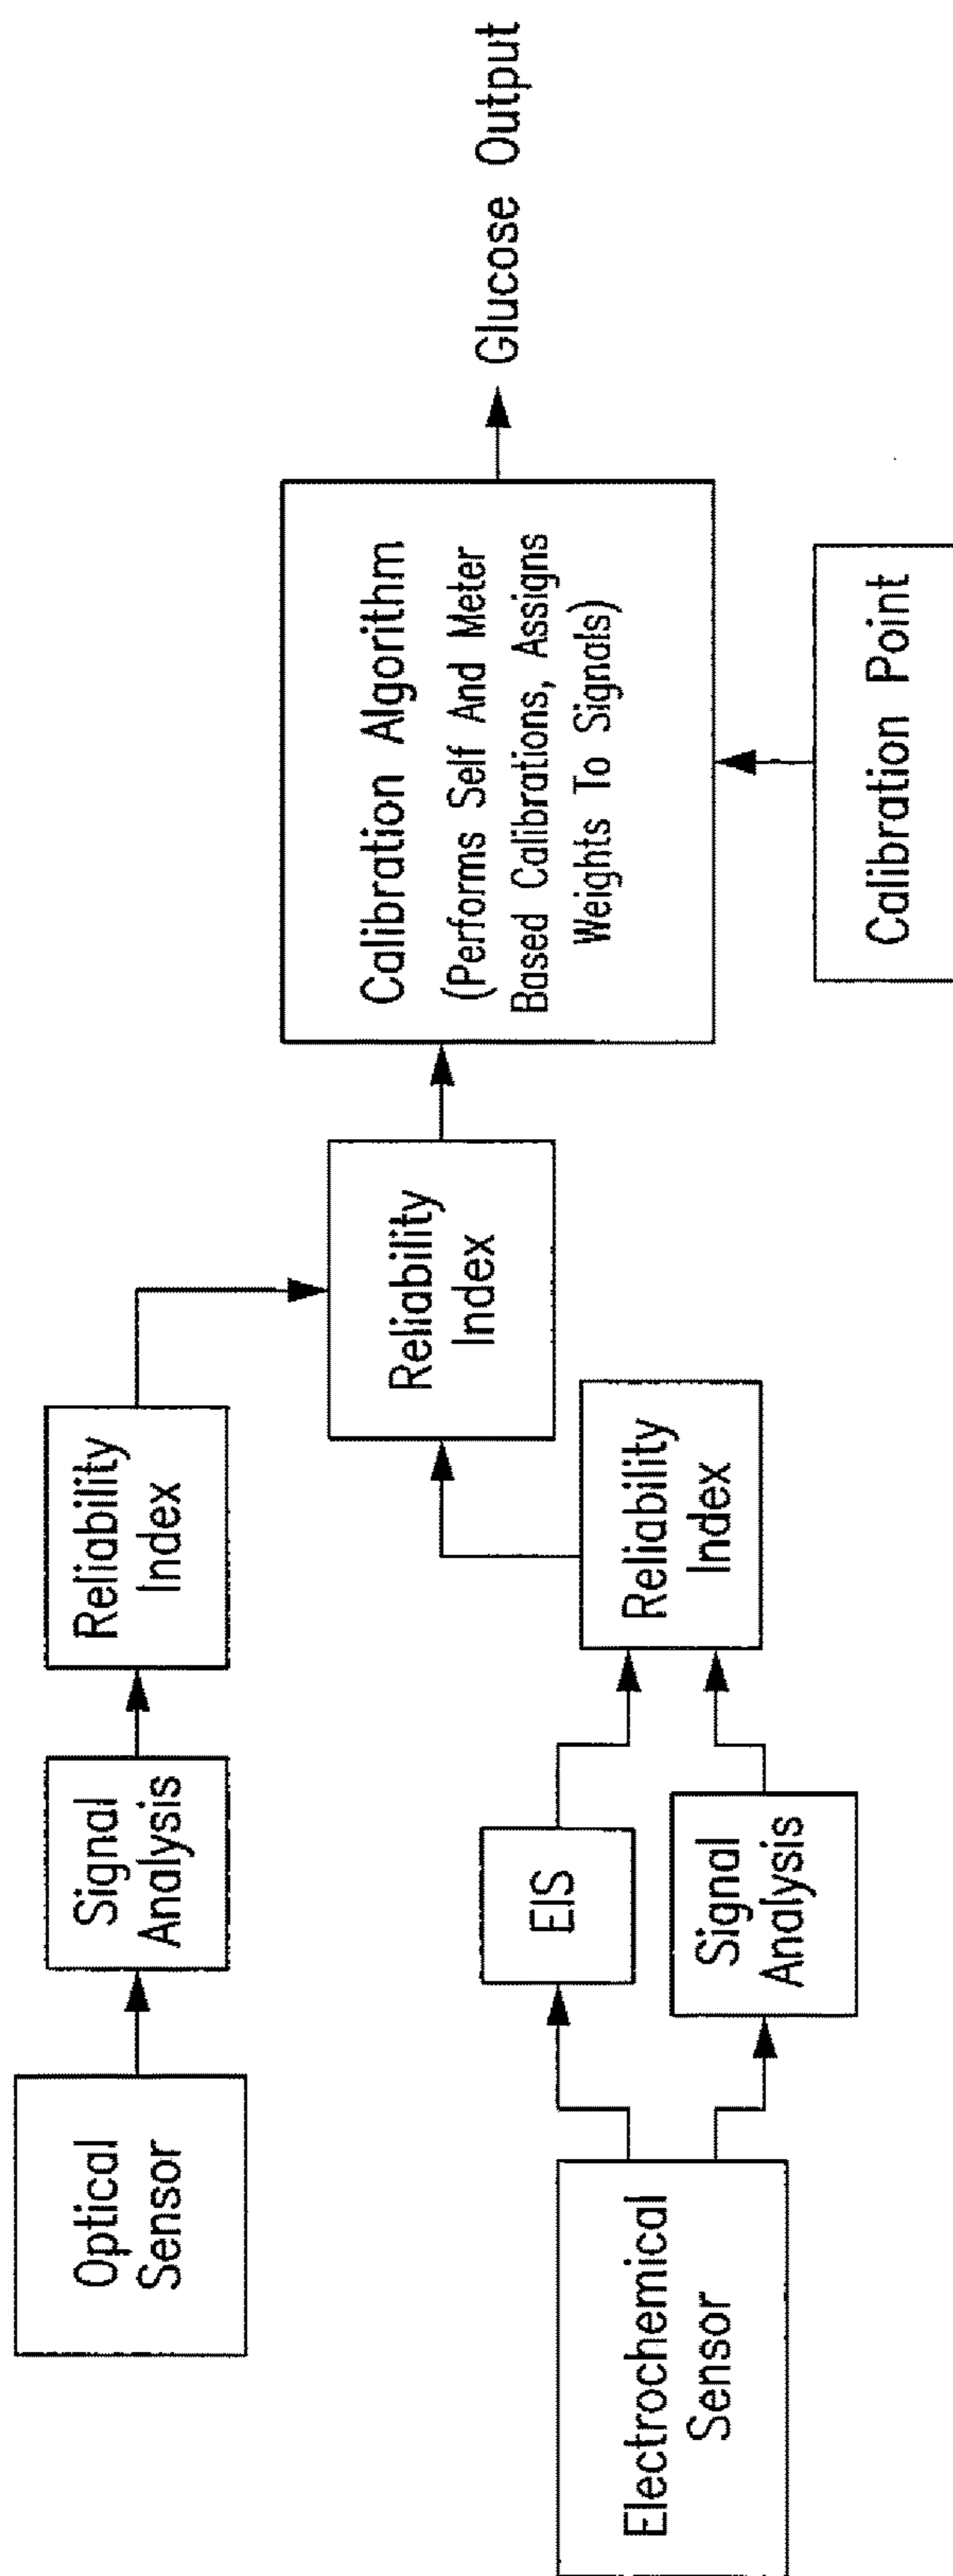 Optical
Sensor
Signal
Analysis
Reliability
Index
Electrochemical
Sensor
EIS
Signal
Analysis
Reliability
Index
Reliability
Index
Calibration Algorithm
(Performs Self And Meter
Based Calibrations, Assigns
Weights To Signals)
Calibration Point
Glucose Output